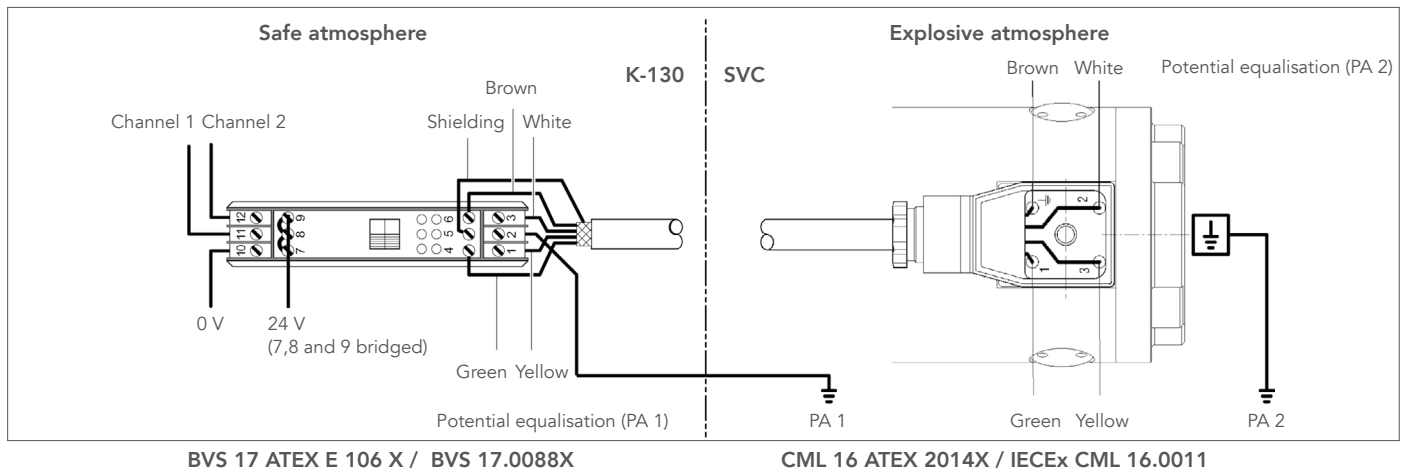 Safe atmosphere
Explosive atmosphere
K-130
SVC
Brown White
Potential equalisation (PA 2)
Brown
Channel 1 Channel 2
Shielding
White
12
11
10
9
8
7
6
5
4
3
2
1
2
1
3
0 V
24 V
(7,8 and 9 bridged)
Green Yellow
Potential equalisation (PA 1)
PA 1
Green Yellow
PA 2
BVS 17 ATEX E 106 X / BVS 17.0088X
CML 16 ATEX 2014X / IECEx CML 16.0011